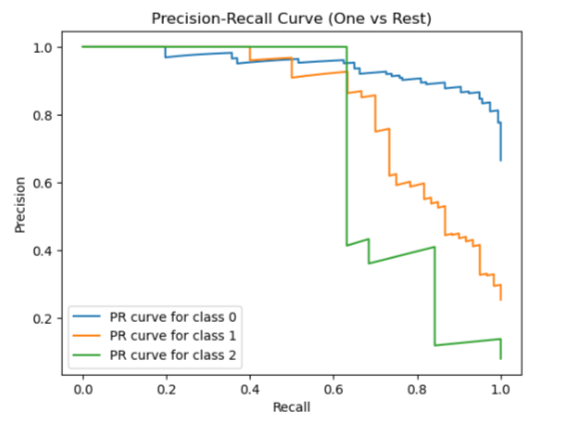 Precision-Recall Curve (One vs Rest)
1.0
0.8
0.6
0.4
0.2
Precision
PR curve for class 0
PR curve for class 1
PR curve for class 2
0.0 0.2 0.4 0.6 0.8 1.0
Recall